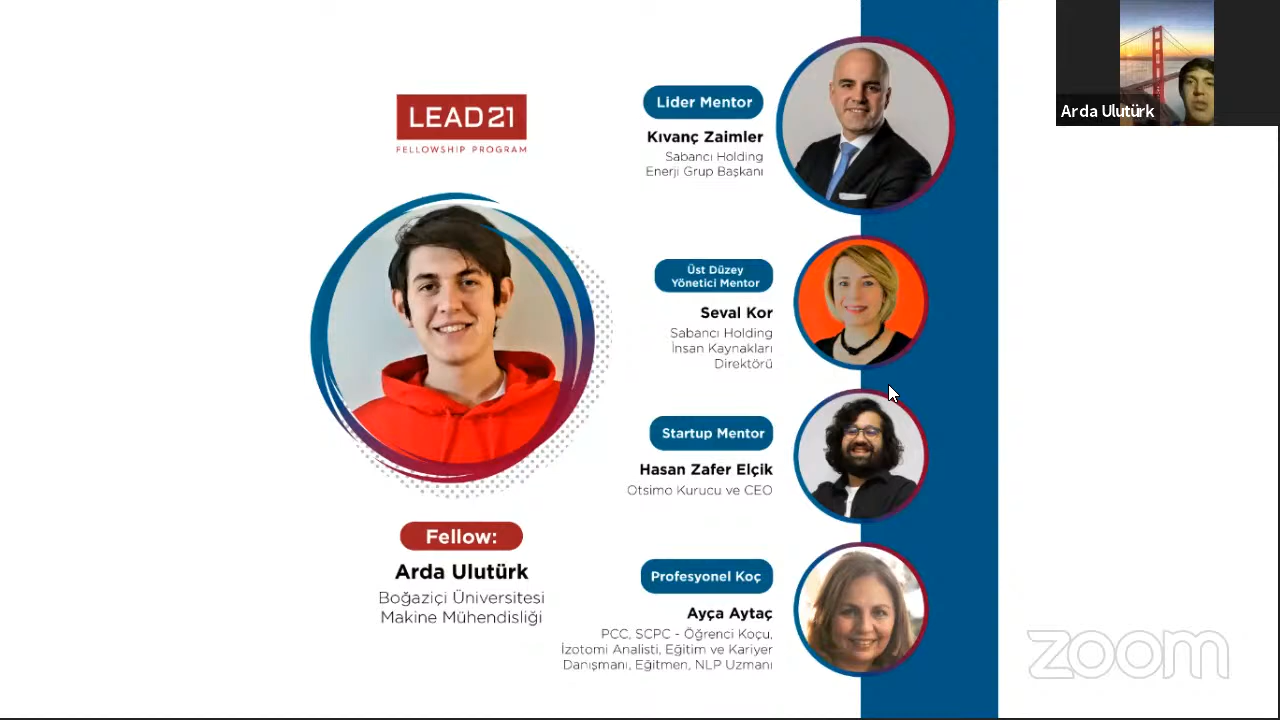 LEAD21
FELLOWSHIP PROGRAM
Fellow:
Arda Ulutürk
Boğaziçi Üniversitesi
Makine Mühendisliği
Lider Mentor
Kıvanç Zaimler
Sabancı Holding
Enerji Grup Başkanı
Üst Düzey
Yönetici Mentor
Seval Kor
Sabancı Holding
İnsan Kaynakları
Direktörü
Startup Mentor
Hasan Zafer Elçik
Otsimo Kurucu ve CEO
Profesyonel Koç
Ayça Aytaç
PCC, SCPC - Öğrenci Koçu,
İzotomi Analisti, Eğitim ve Kariyer
Danışmanı, Eğitmen, NLP Uzmanı
Arda Ulutürk
zoom